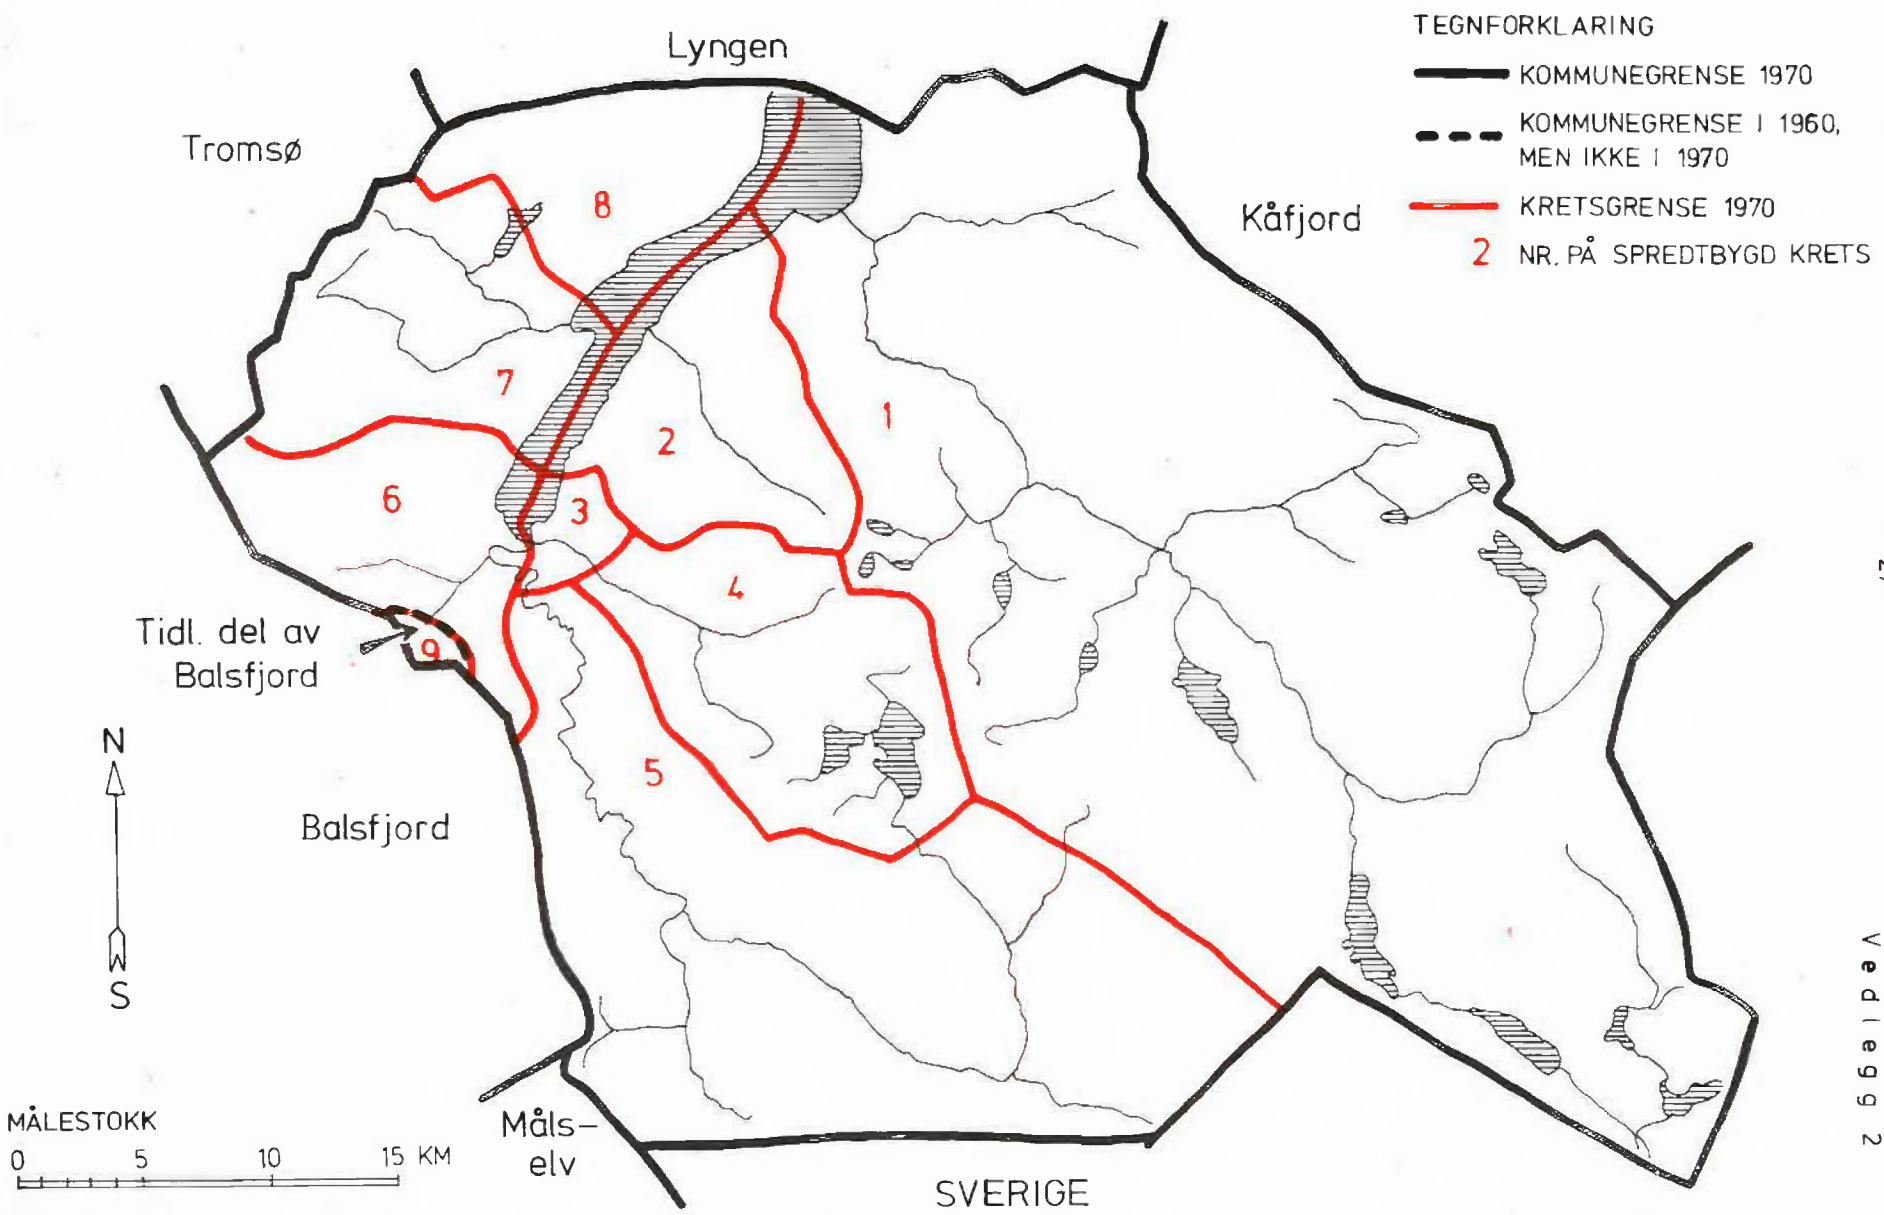 TEGNFORKLARING
KOMMUNEGRENSE 1970
KOMMUNEGRENSE I 1960,
MEN IKKE I 1970
KRETSGRENSE 1970
2 NR. PÅ SPREDTBYGD KRETS
Lyngen
Tromsø
Kåfjord
8
7
1
2
6
3
4
Tidl. del av
Balsfjord
9
5
N
S
Balsfjord
MÅLESTOKK
0 5 10 15 KM
Måls-
elv
SVERIGE
Vedlegg 2